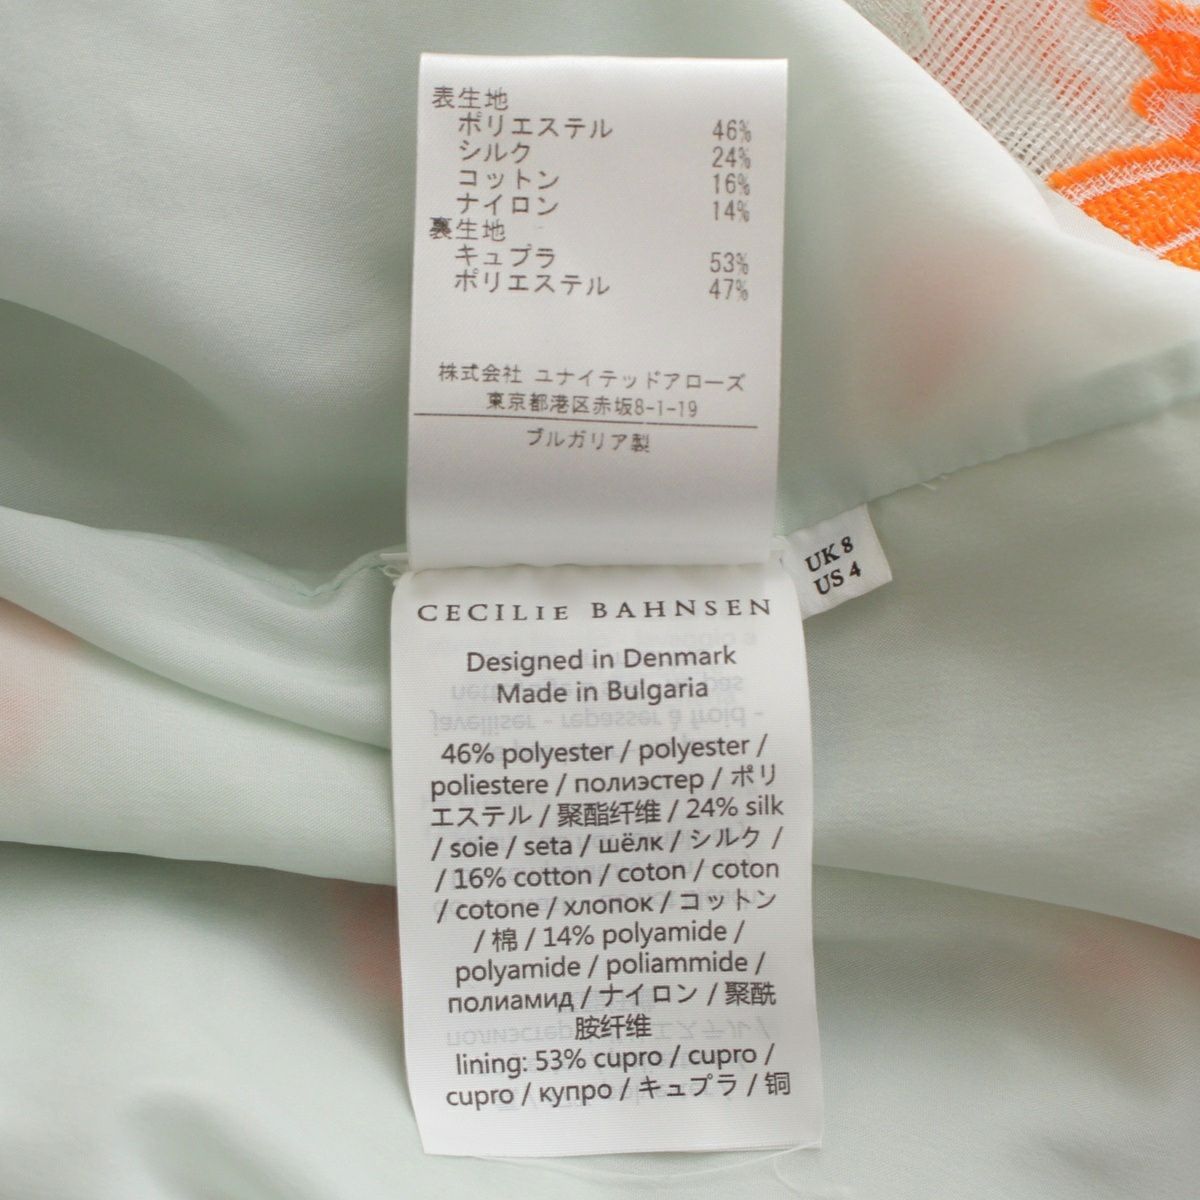 表生地
ポリエステル 46%
シルク 24%
コットン 16%
ナイロン 14%
裏生地
キュプラ 53%
ポリエステル 47%
株式会社 ユナイテッドアローズ
東京都港区赤坂8-1-19
ブルガリア製
UK 8
US 4
CECILIE BAHNSEN
Designed in Denmark
Made in Bulgaria
46% polyester / polyester /
poliestere / полиэстер / ポリ
エステル / 聚酯纤维 / 24% silk
/ soie / seta / шёлк / シルク /
/ 16% cotton / coton / coton
/ cotone / хлопок / コットン
/ 棉 / 14% polyamide /
polyamide / poliammide /
полиамид / ナイロン / 聚酰
胺纤维
lining: 53% cupro / cupro /
cupro / купро / キュプラ / 铜